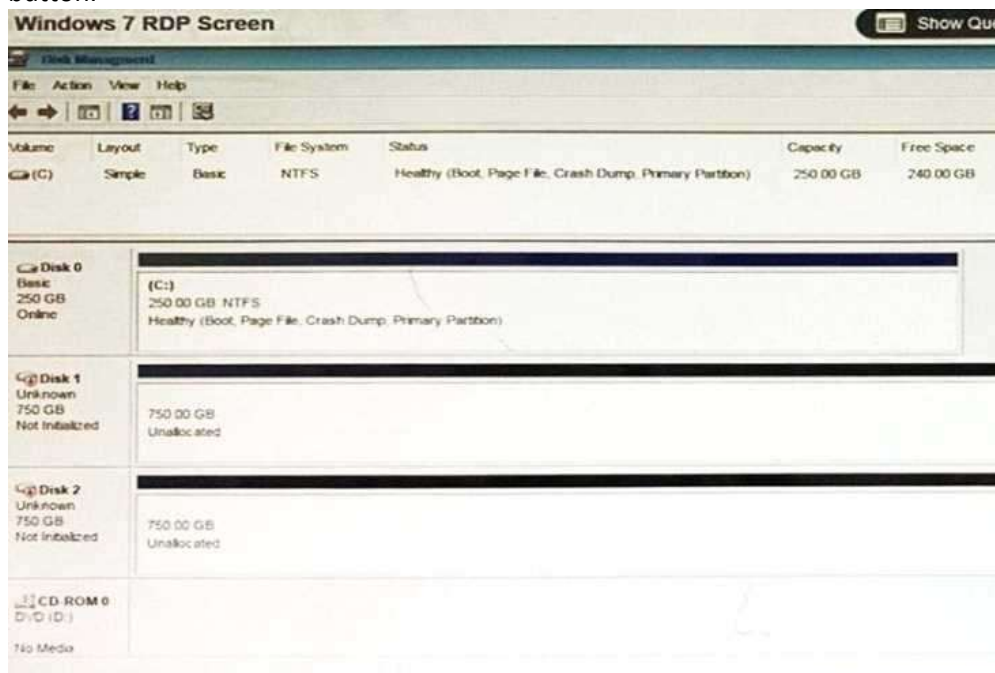 button.
Windows 7 RDP Screen
Show Que
Disk Managment
File Action View Help
Volume Layout Type File System Status Capacity Free Space
(C) Simple Basic NTFS Healthy (Boot, Page File, Crash Dump, Primary Partition) 250.00 GB 240.00 GB
Disk 0
Basic
250 GB
Online
(C:)
250.00 GB NTFS
Healthy (Boot, Page File, Crash Dump, Primary Partition)
Disk 1
Unknown
750 GB
Not Initialized
750.00 GB
Unallocated
Disk 2
Unknown
750 GB
Not Initialized
750.00 GB
Unallocated
CD-ROM 0
DVD (D:)
No Media